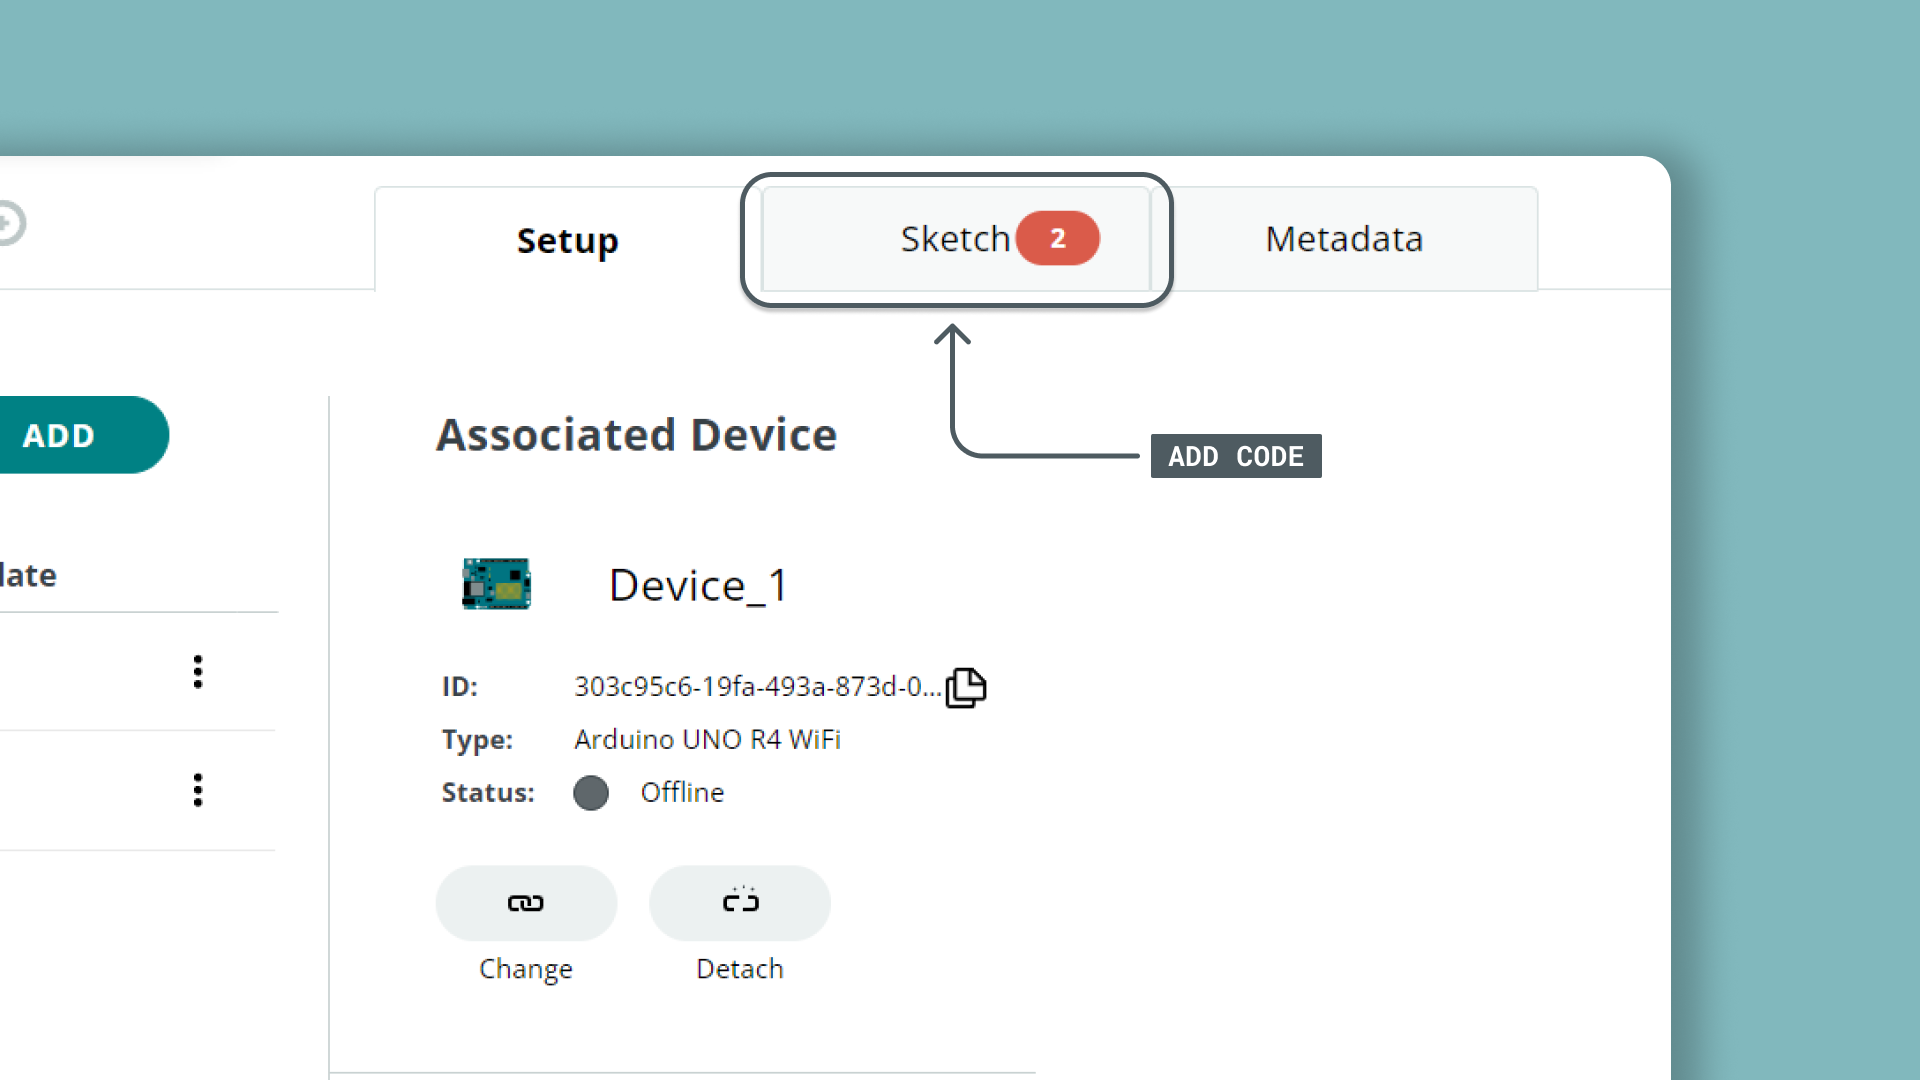 Setup
Sketch 2
Metadata
ADD
Associated Device
ADD CODE
late
Device_1
ID: 303c95c6-19fa-493a-873d-0...
Type: Arduino UNO R4 WiFi
Status: Offline
Change
Detach